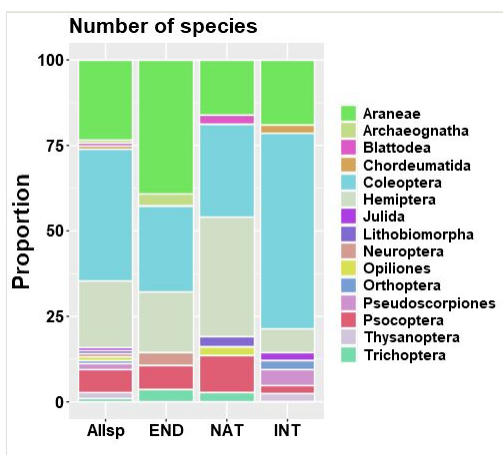 Number of species
Proportion
100
75
50
25
0
Allsp END NAT INT
Araneae
Archaeognatha
Blattodea
Chordeumatida
Coleoptera
Hemiptera
Julida
Lithobiomorpha
Neuroptera
Opiliones
Orthoptera
Pseudoscorpiones
Psocoptera
Thysanoptera
Trichoptera